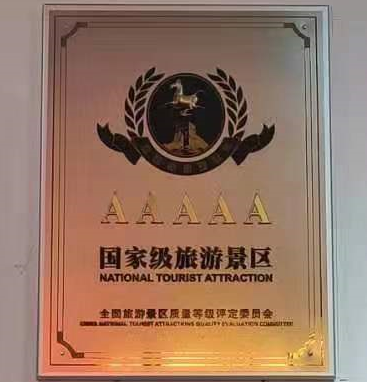 AAAAA
国家级旅游景区
NATIONAL TOURIST ATTRACTION
全国旅游景区质量等级评定委员会
CHINA NATIONAL TOURIST ATTRACTIONS QUALITY EVALUATION COMMITTEE